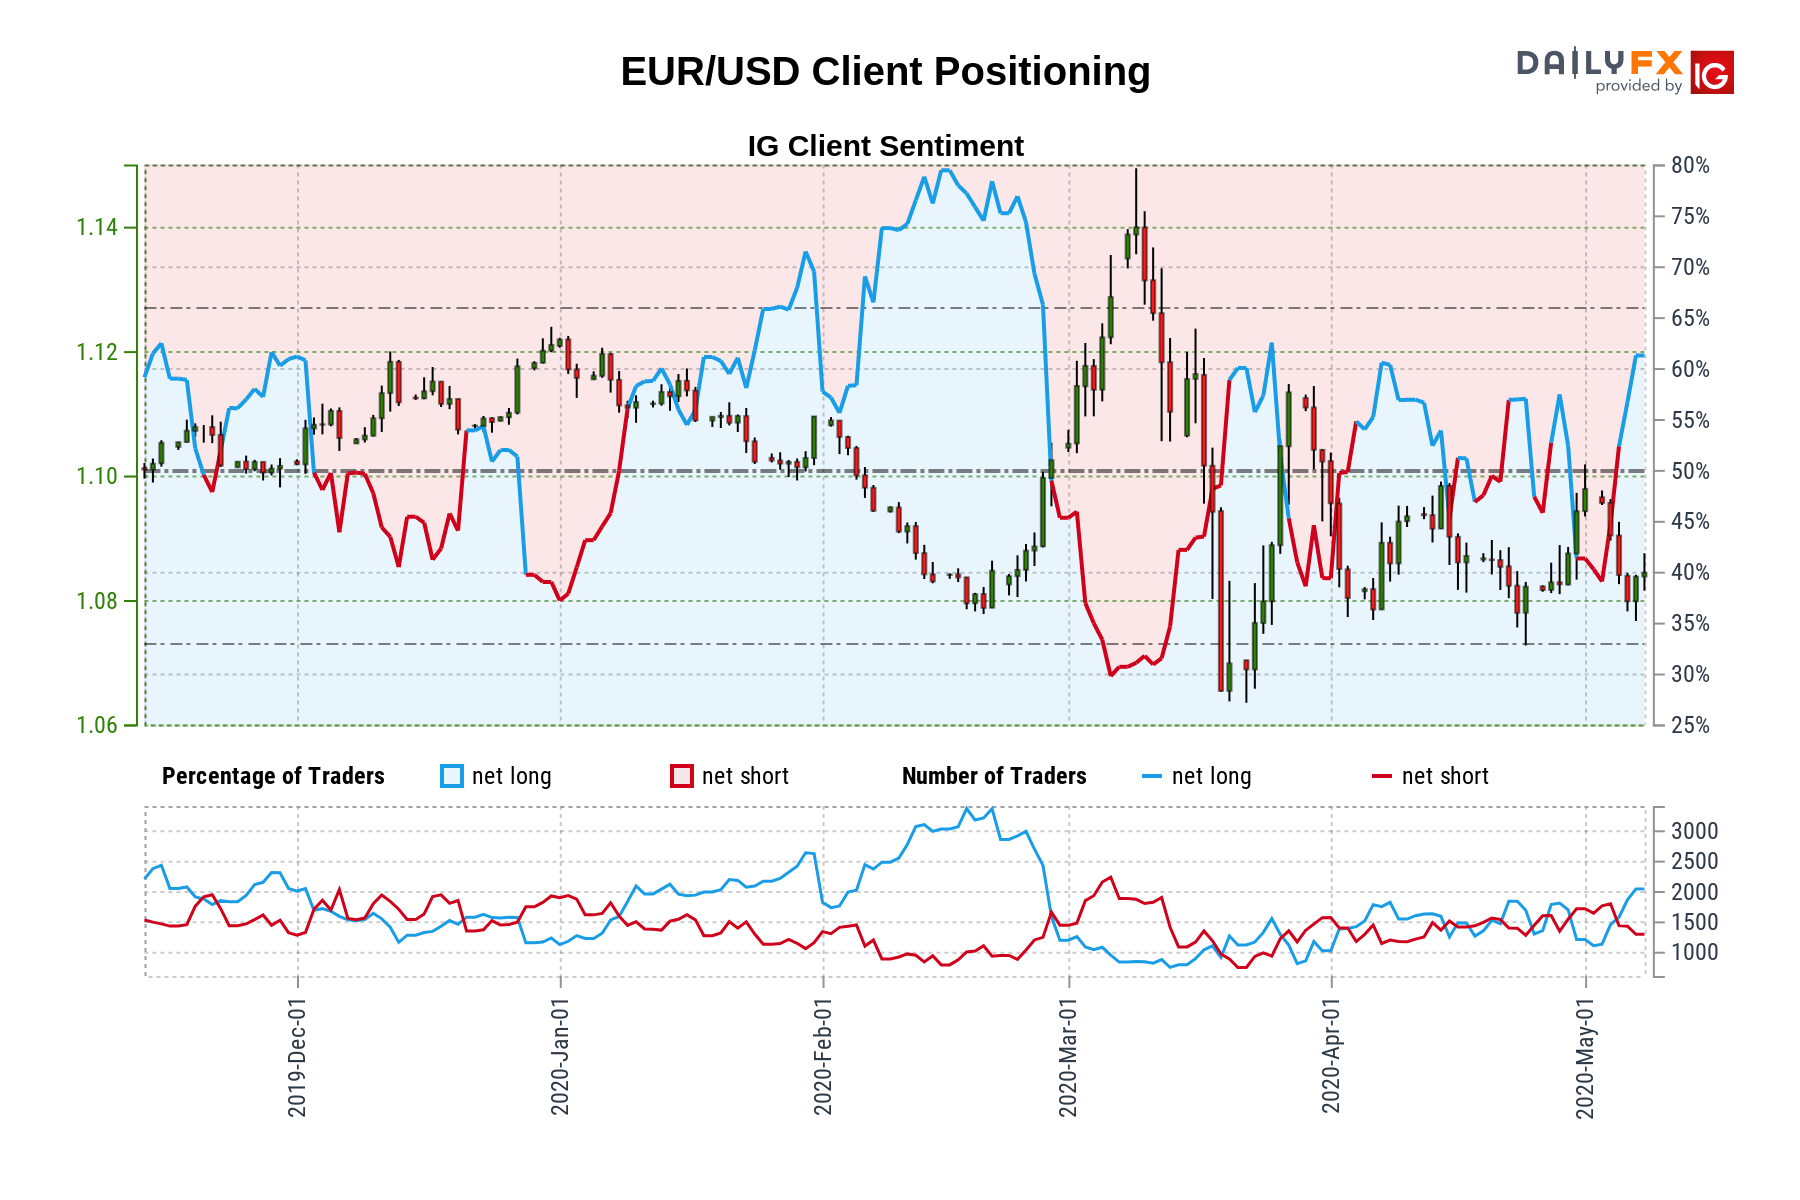 EUR/USD Client Positioning
DAILYFX
provided by
IG
IG Client Sentiment
1.14
1.12
1.10
1.08
1.06
80%
75%
70%
65%
60%
55%
50%
45%
40%
35%
30%
25%
Percentage of Traders net long net short Number of Traders net long net short
3000
2500
2000
1500
1000
2019-Dec-01
2020-Jan-01
2020-Feb-01
2020-Mar-01
2020-Apr-01
2020-May-01